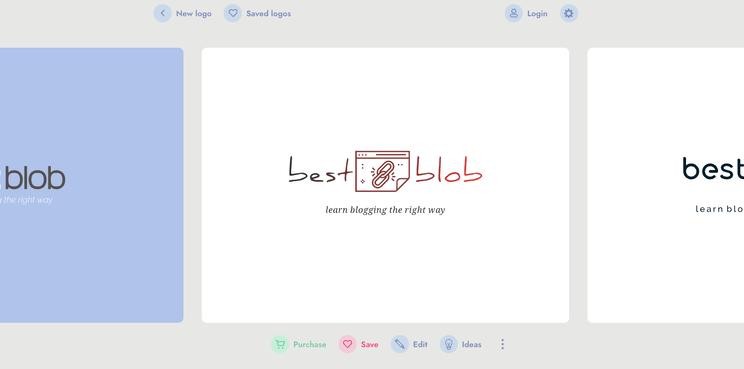 New logo
Saved logos
Login
blob
the right way
best blob
learn blogging the right way
best
learn blo
Purchase
Save
Edit
Ideas